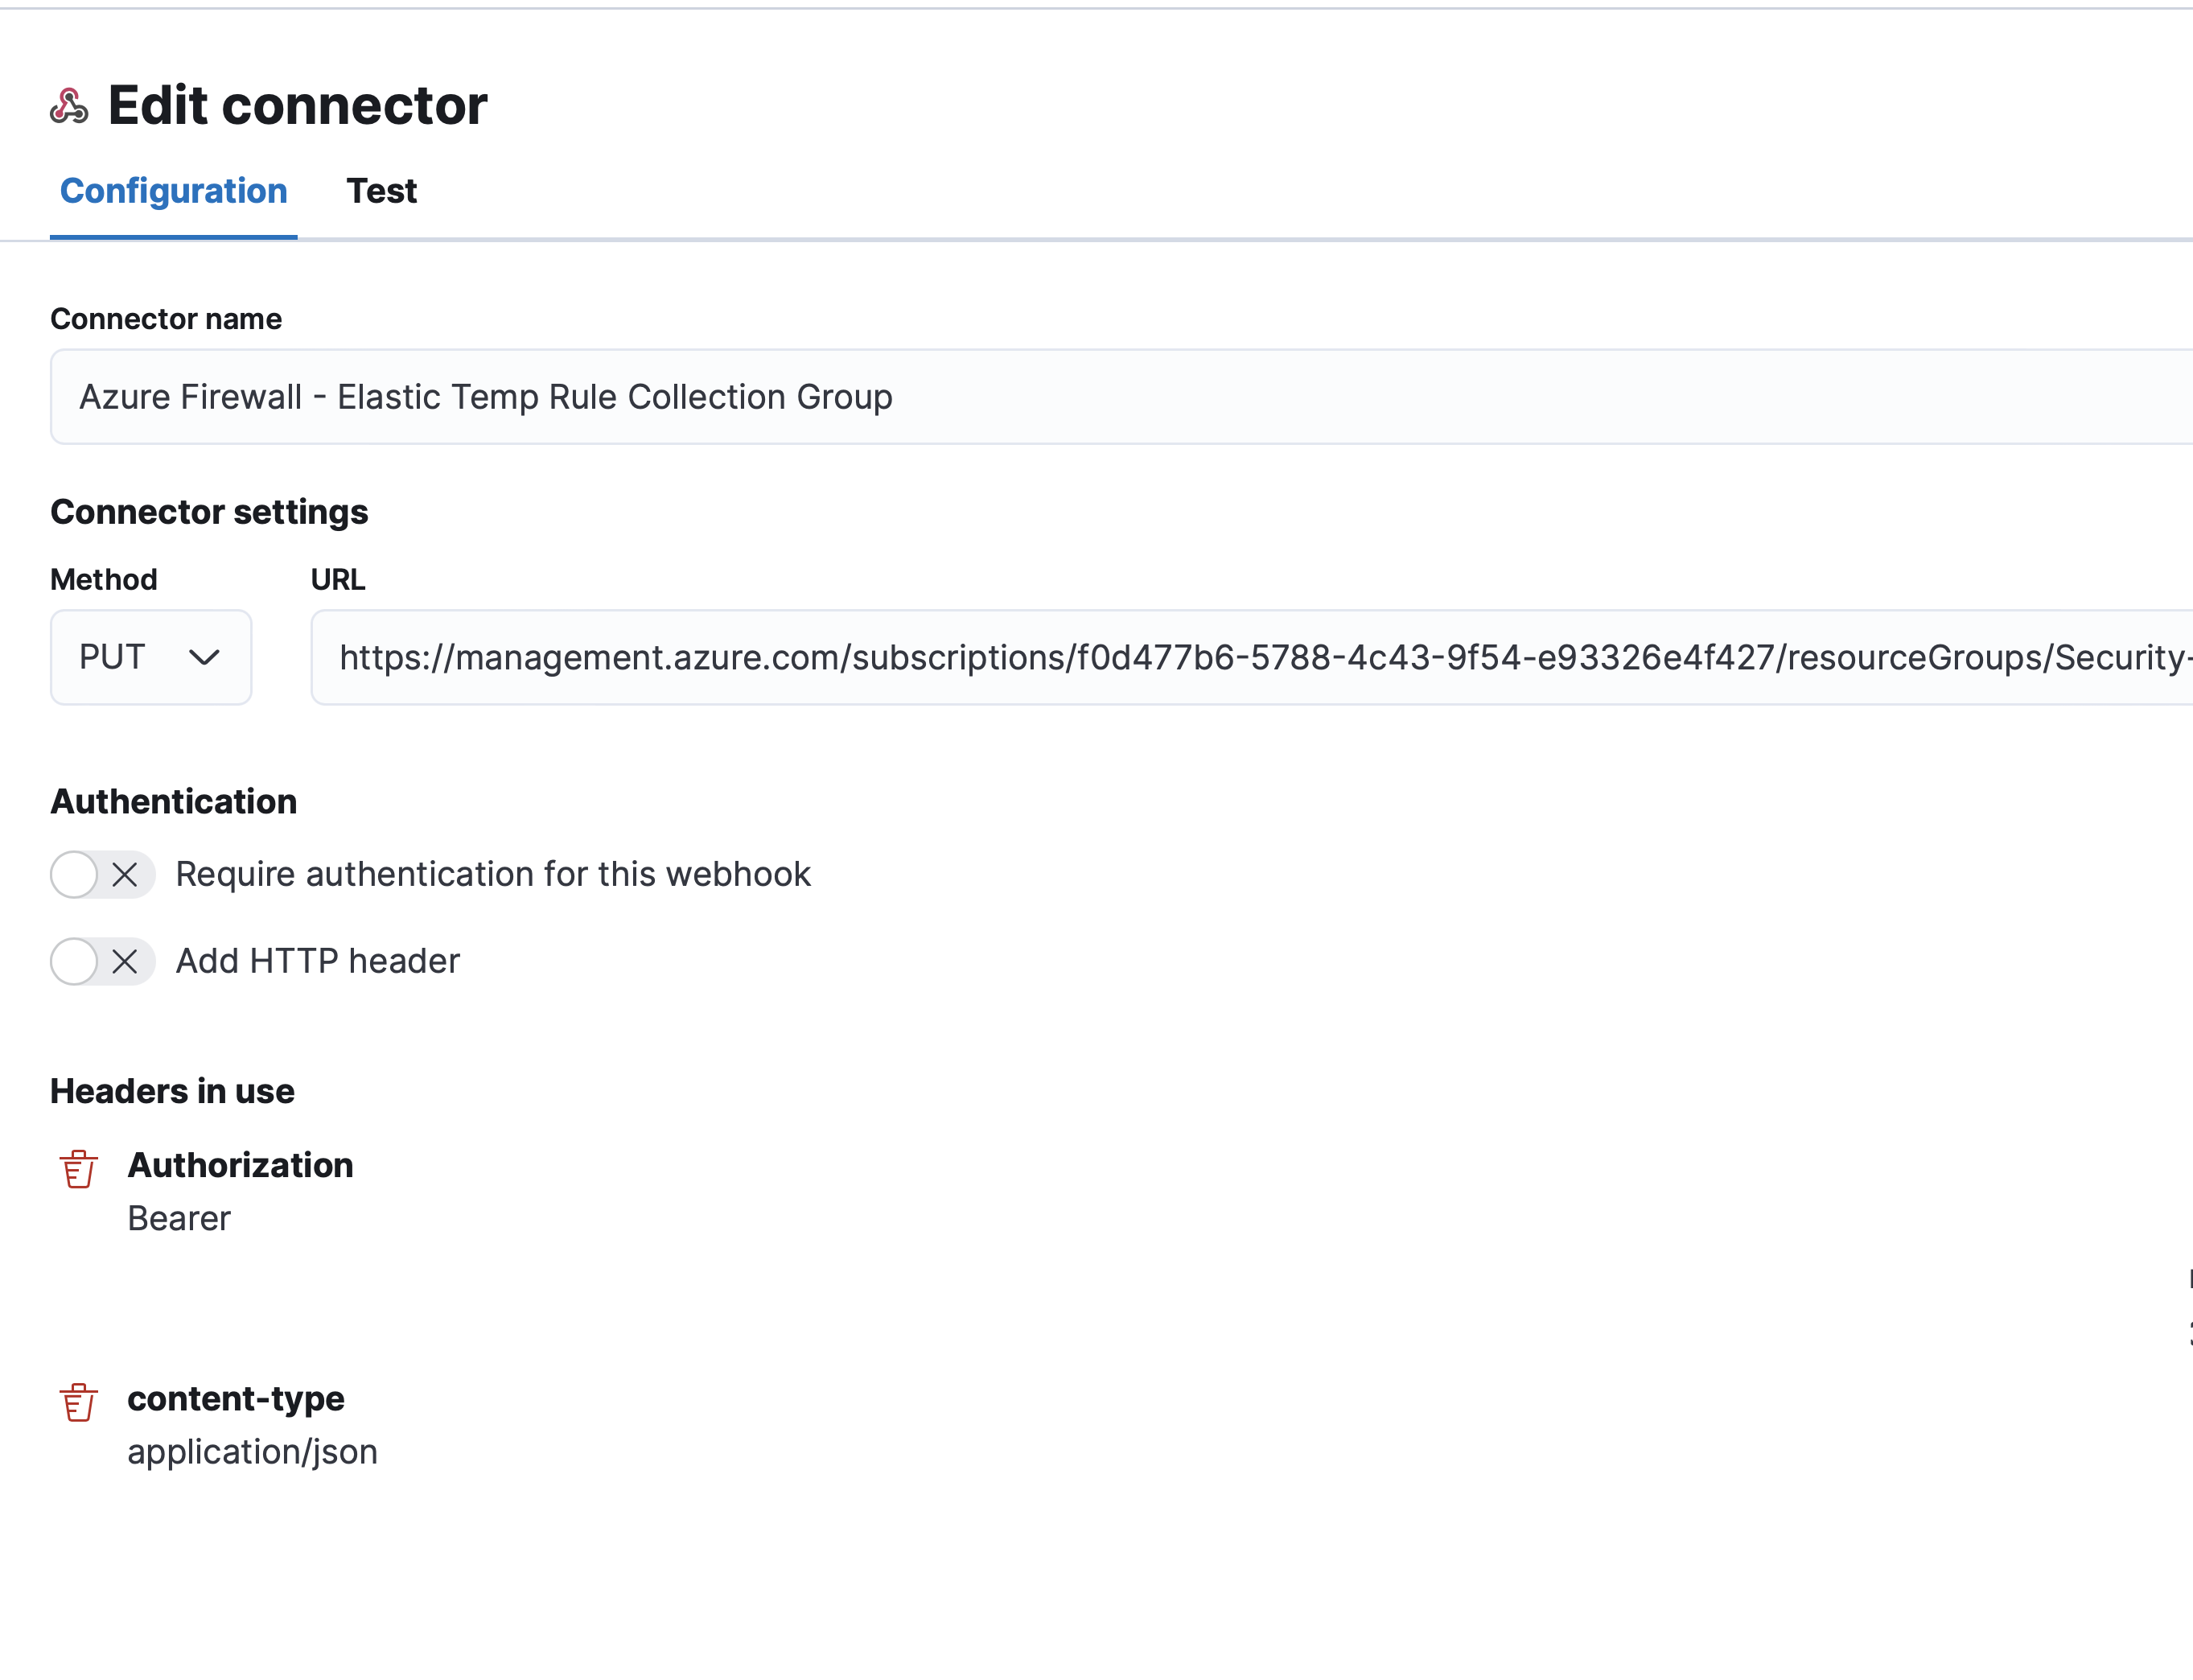 Edit connector
Configuration Test
Connector name
Azure Firewall - Elastic Temp Rule Collection Group
Connector settings
Method URL
PUT https://management.azure.com/subscriptions/f0d477b6-5788-4c43-9f54-e93326e4f427/resourceGroups/Security-
Authentication
Require authentication for this webhook
Add HTTP header
Headers in use
Authorization
Bearer
content-type
application/json